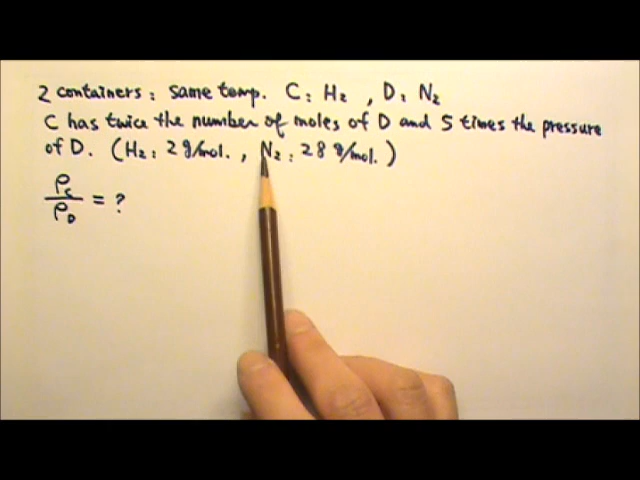 2 containers : same temp. C : H₂ , D : N₂
C has twice the number of moles of D and 5 times the pressure
of D. ( H₂ : 2 g/mol. , N₂ : 28 g/mol. )
ρC/ρD = ?